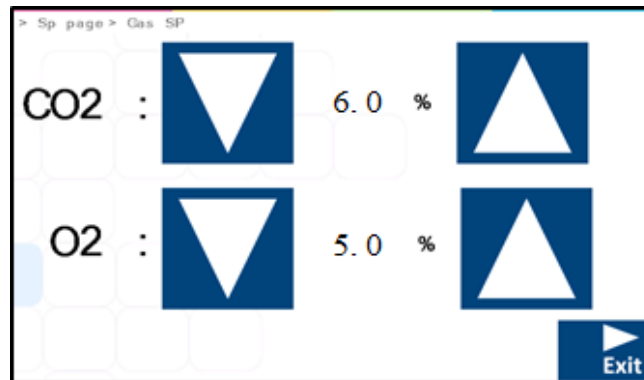 > Sp page > Gas SP
CO2 : 6.0 %
O2 : 5.0 %
Exit